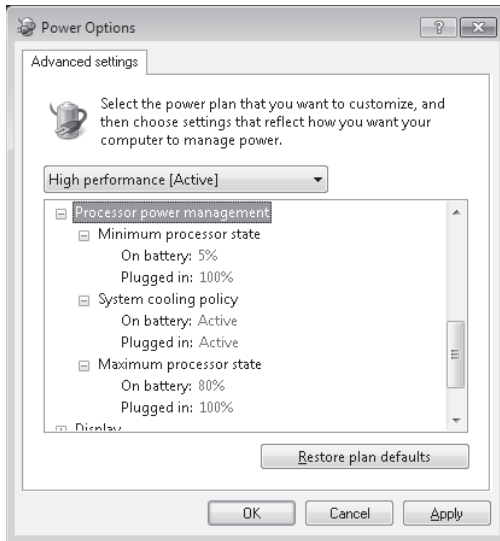 Power Options
Advanced settings
Select the power plan that you want to customize, and
then choose settings that reflect how you want your
computer to manage power.
High performance [Active]
Processor power management
Minimum processor state
On battery: 5%
Plugged in: 100%
System cooling policy
On battery: Active
Plugged in: Active
Maximum processor state
On battery: 80%
Plugged in: 100%
Display
Restore plan defaults
OK Cancel Apply